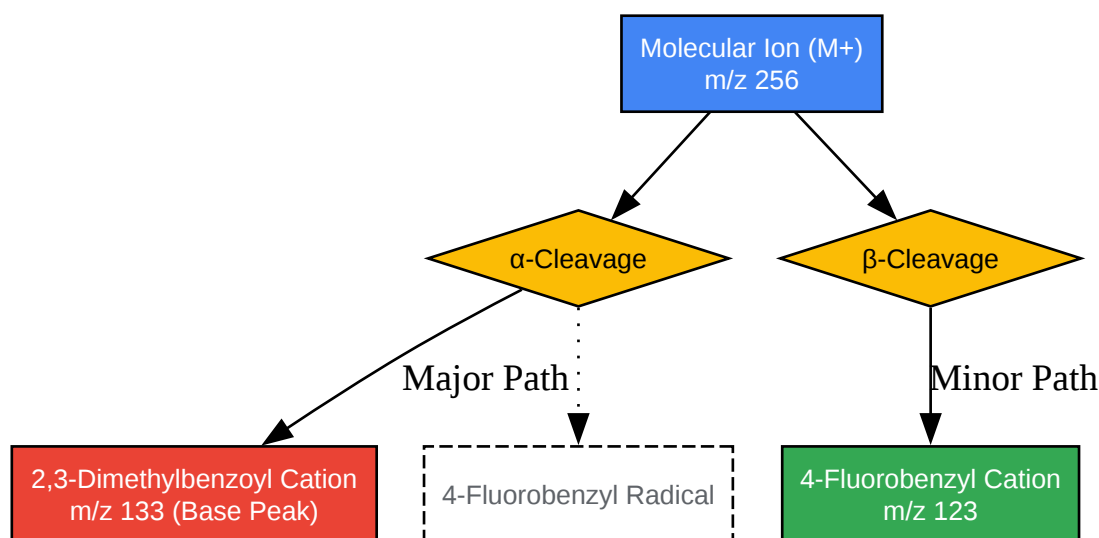 Molecular Ion (M+)
m/z 256
α-Cleavage
β-Cleavage
Major Path
Minor Path
2,3-Dimethylbenzoyl Cation
m/z 133 (Base Peak)
4-Fluorobenzyl Radical
4-Fluorobenzyl Cation
m/z 123